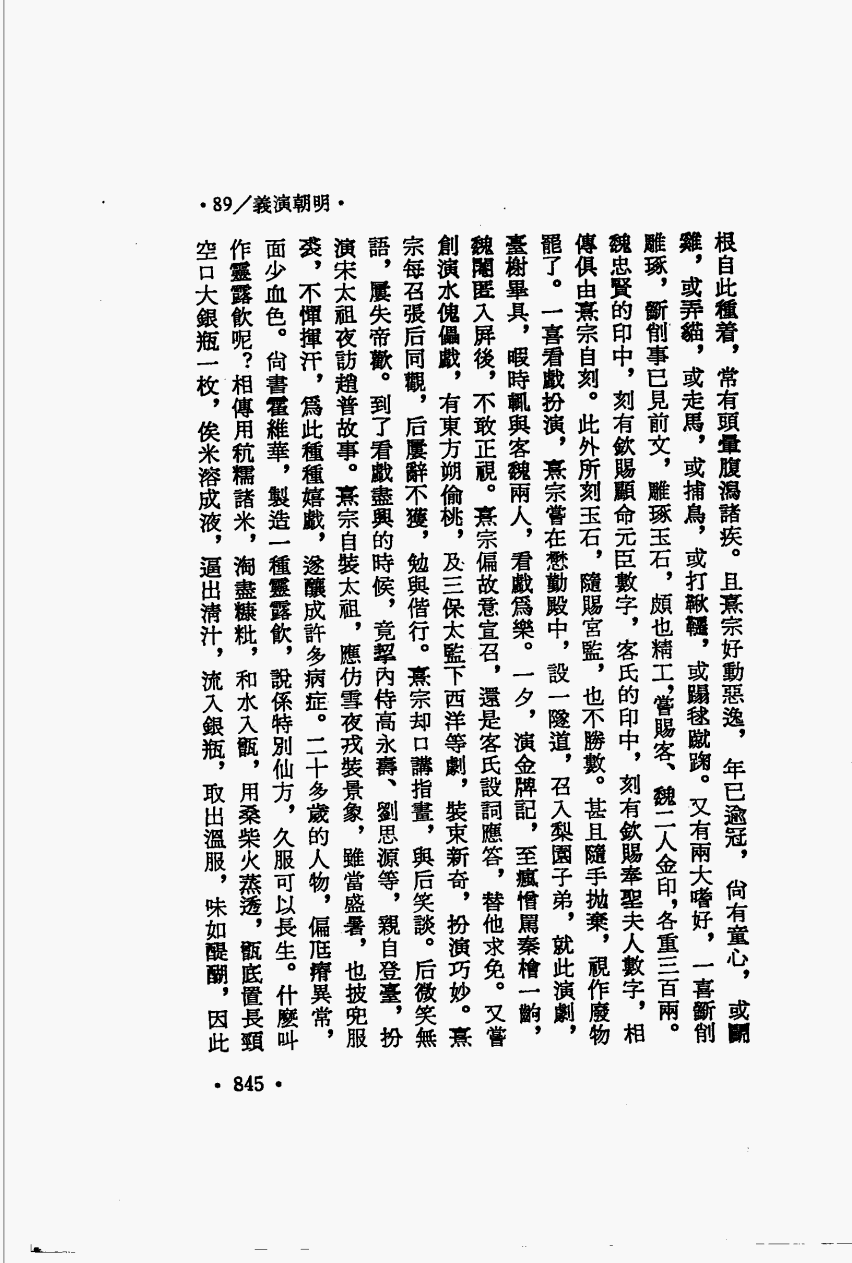 ·89/義演朝明·
根自此種着，常有頭暈腹瀉諸疾。且熹宗好動惡逸，年已逾冠，尙有童心，或鬭
雞，或弄貓，或走馬，或捕鳥，或打鞦韆，或蹋毬蹴踘。又有兩大嗜好，一喜斵削
雕琢，斵削事已見前文，雕琢玉石，頗也精工，嘗賜客、魏二人金印，各重三百兩。
魏忠賢的印中，刻有欽賜顧命元臣數字，客氏的印中，刻有欽賜奉聖夫人數字，相
傳俱由熹宗自刻。此外所刻玉石，隨賜宮監，也不勝數。甚且隨手拋棄，視作廢物
罷了。一喜看戲扮演，熹宗嘗在懋勤殿中，設一隧道，召入梨園子弟，就此演劇，
臺榭畢具，暇時輒與客魏兩人，看戲爲樂。一夕，演金牌記，至瘋憎罵秦檜一齣，
魏閹匿入屛後，不敢正視。熹宗偏故意宣召，還是客氏設詞應答，替他求免。又嘗
創演水傀儡戲，有東方朔偷桃，及三保太監下西洋等劇，裝束新奇，扮演巧妙。熹
宗每召張后同觀，后屢辭不獲，勉與偕行。熹宗却口講指畫，與后笑談。后微笑無
語，屢失帝歡。到了看戲盡興的時候，竟挈內侍高永壽、劉思源等，親自登臺，扮
演宋太祖夜訪趙普故事。熹宗自裝太祖，應仿雪夜戎裝景象，雖當盛暑，也披兜服
裘，不憚揮汗，爲此種種嬉戲，遂釀成許多病症。二十多歲的人物，偏尫瘠異常，
面少血色。尙書霍維華，製造一種靈露飮，說係特別仙方，久服可以長生。什麽叫
作靈露飮呢？相傳用秔糯諸米，淘盡糠粃，和水入甑，用桑柴火蒸透，甑底置長頸
空口大銀瓶一枚，俟米溶成液，逼出淸汁，流入銀瓶，取出溫服，味如醍醐，因此
·845·